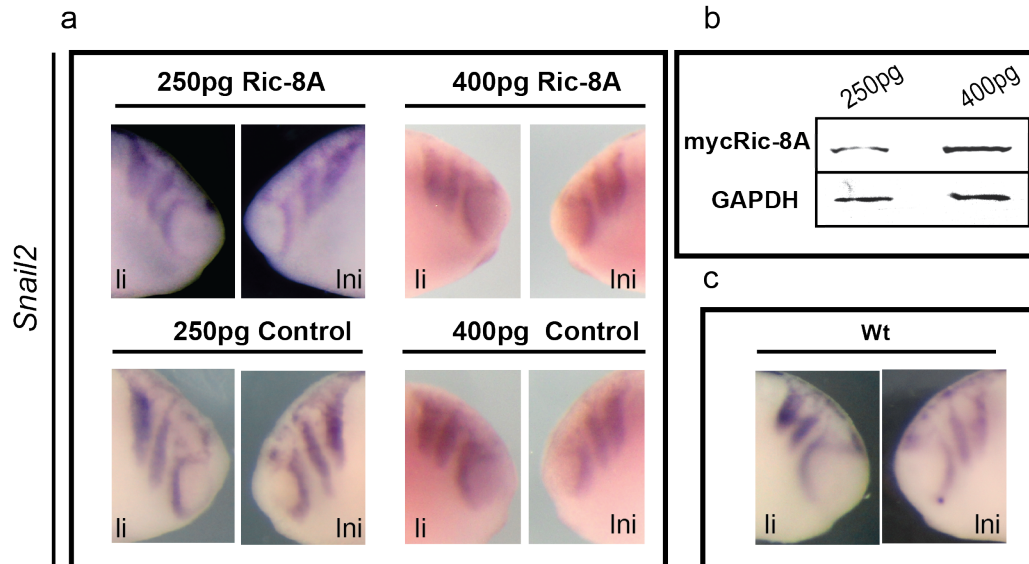 a
Snail2
250pg Ric-8A
400pg Ric-8A
li
lni
li
lni
250pg Control
400pg Control
li
lni
li
lni
b
250pg
400pg
mycRic-8A
GAPDH
c
Wt
li
lni